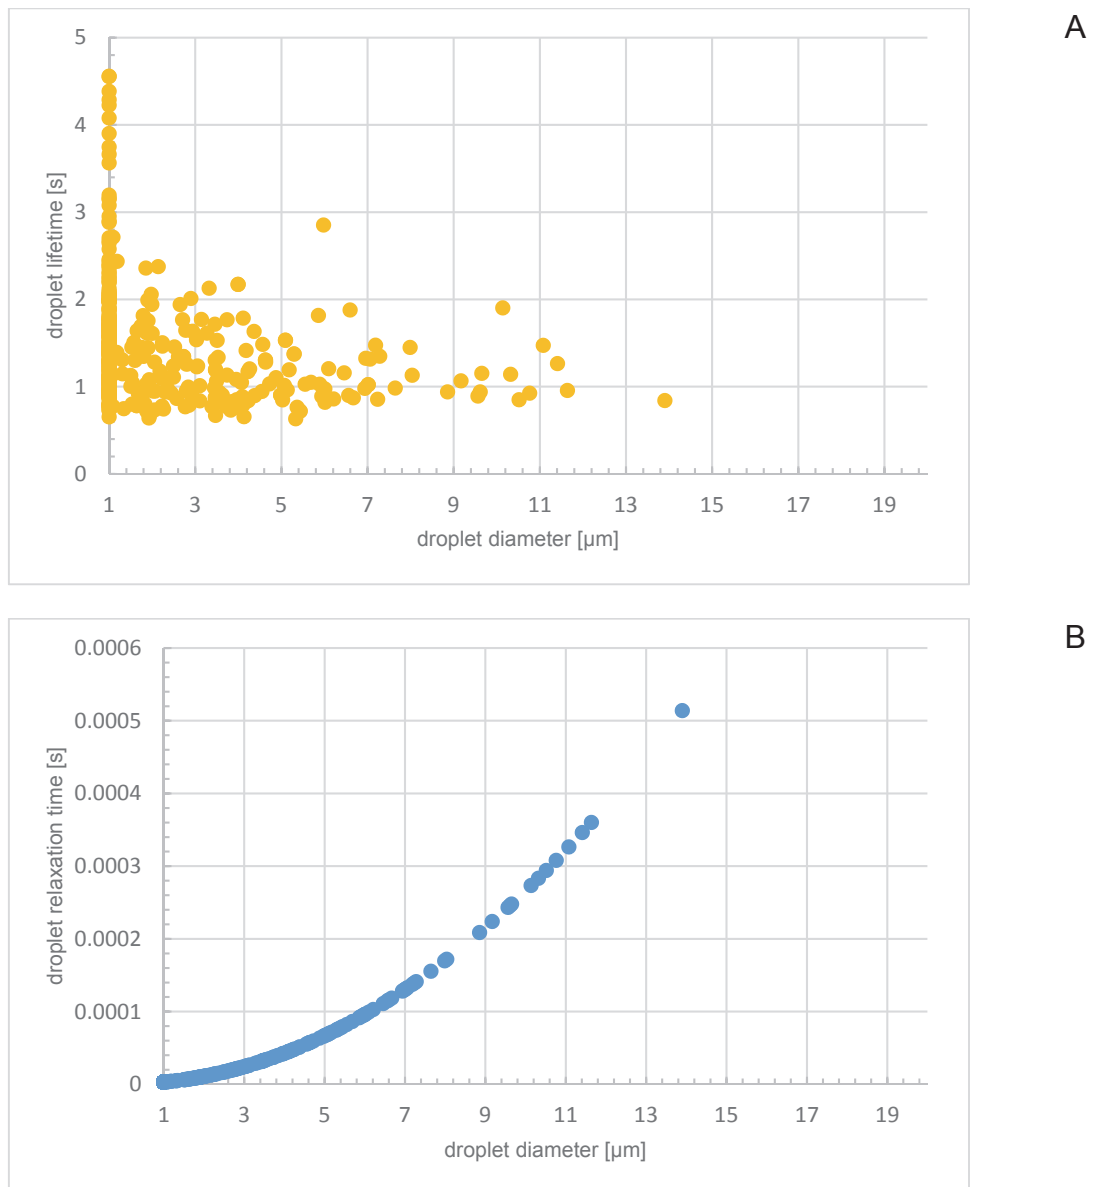 A
5
4
3
2
1
0
droplet lifetime [s]
1 3 5 7 9 11 13 15 17 19
droplet diameter [µm]
B
0.0006
0.0005
0.0004
0.0003
0.0002
0.0001
0
droplet relaxation time [s]
1 3 5 7 9 11 13 15 17 19
droplet diameter [µm]